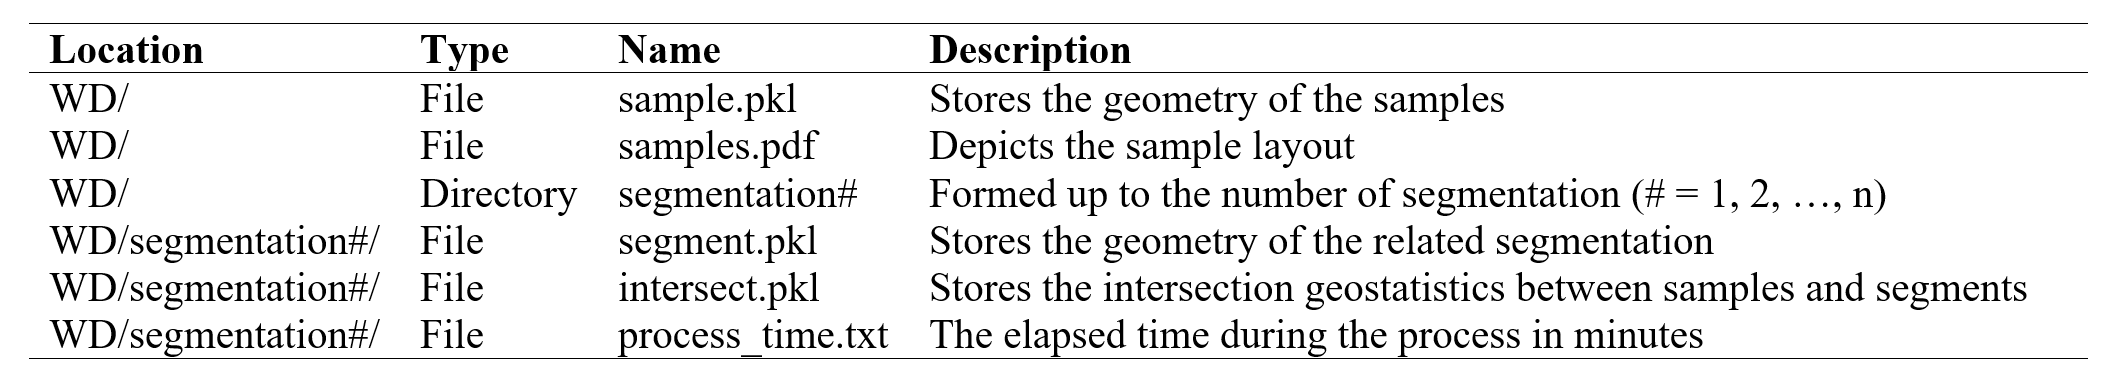 Location Type Name Description
WD/ File sample.pkl Stores the geometry of the samples
WD/ File samples.pdf Depicts the sample layout
WD/ Directory segmentation# Formed up to the number of segmentation (# = 1, 2, …, n)
WD/segmentation#/ File segment.pkl Stores the geometry of the related segmentation
WD/segmentation#/ File intersect.pkl Stores the intersection geostatistics between samples and segments
WD/segmentation#/ File process_time.txt The elapsed time during the process in minutes